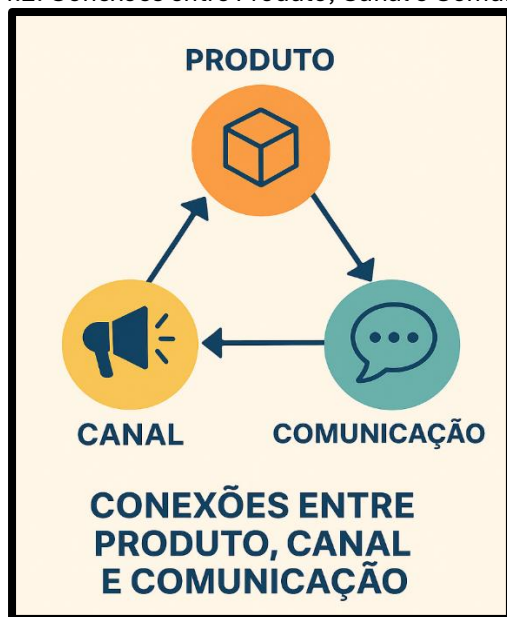 PRODUTO
CANAL
COMUNICAÇÃO
CONEXÕES ENTRE
PRODUTO, CANAL
E COMUNICAÇÃO